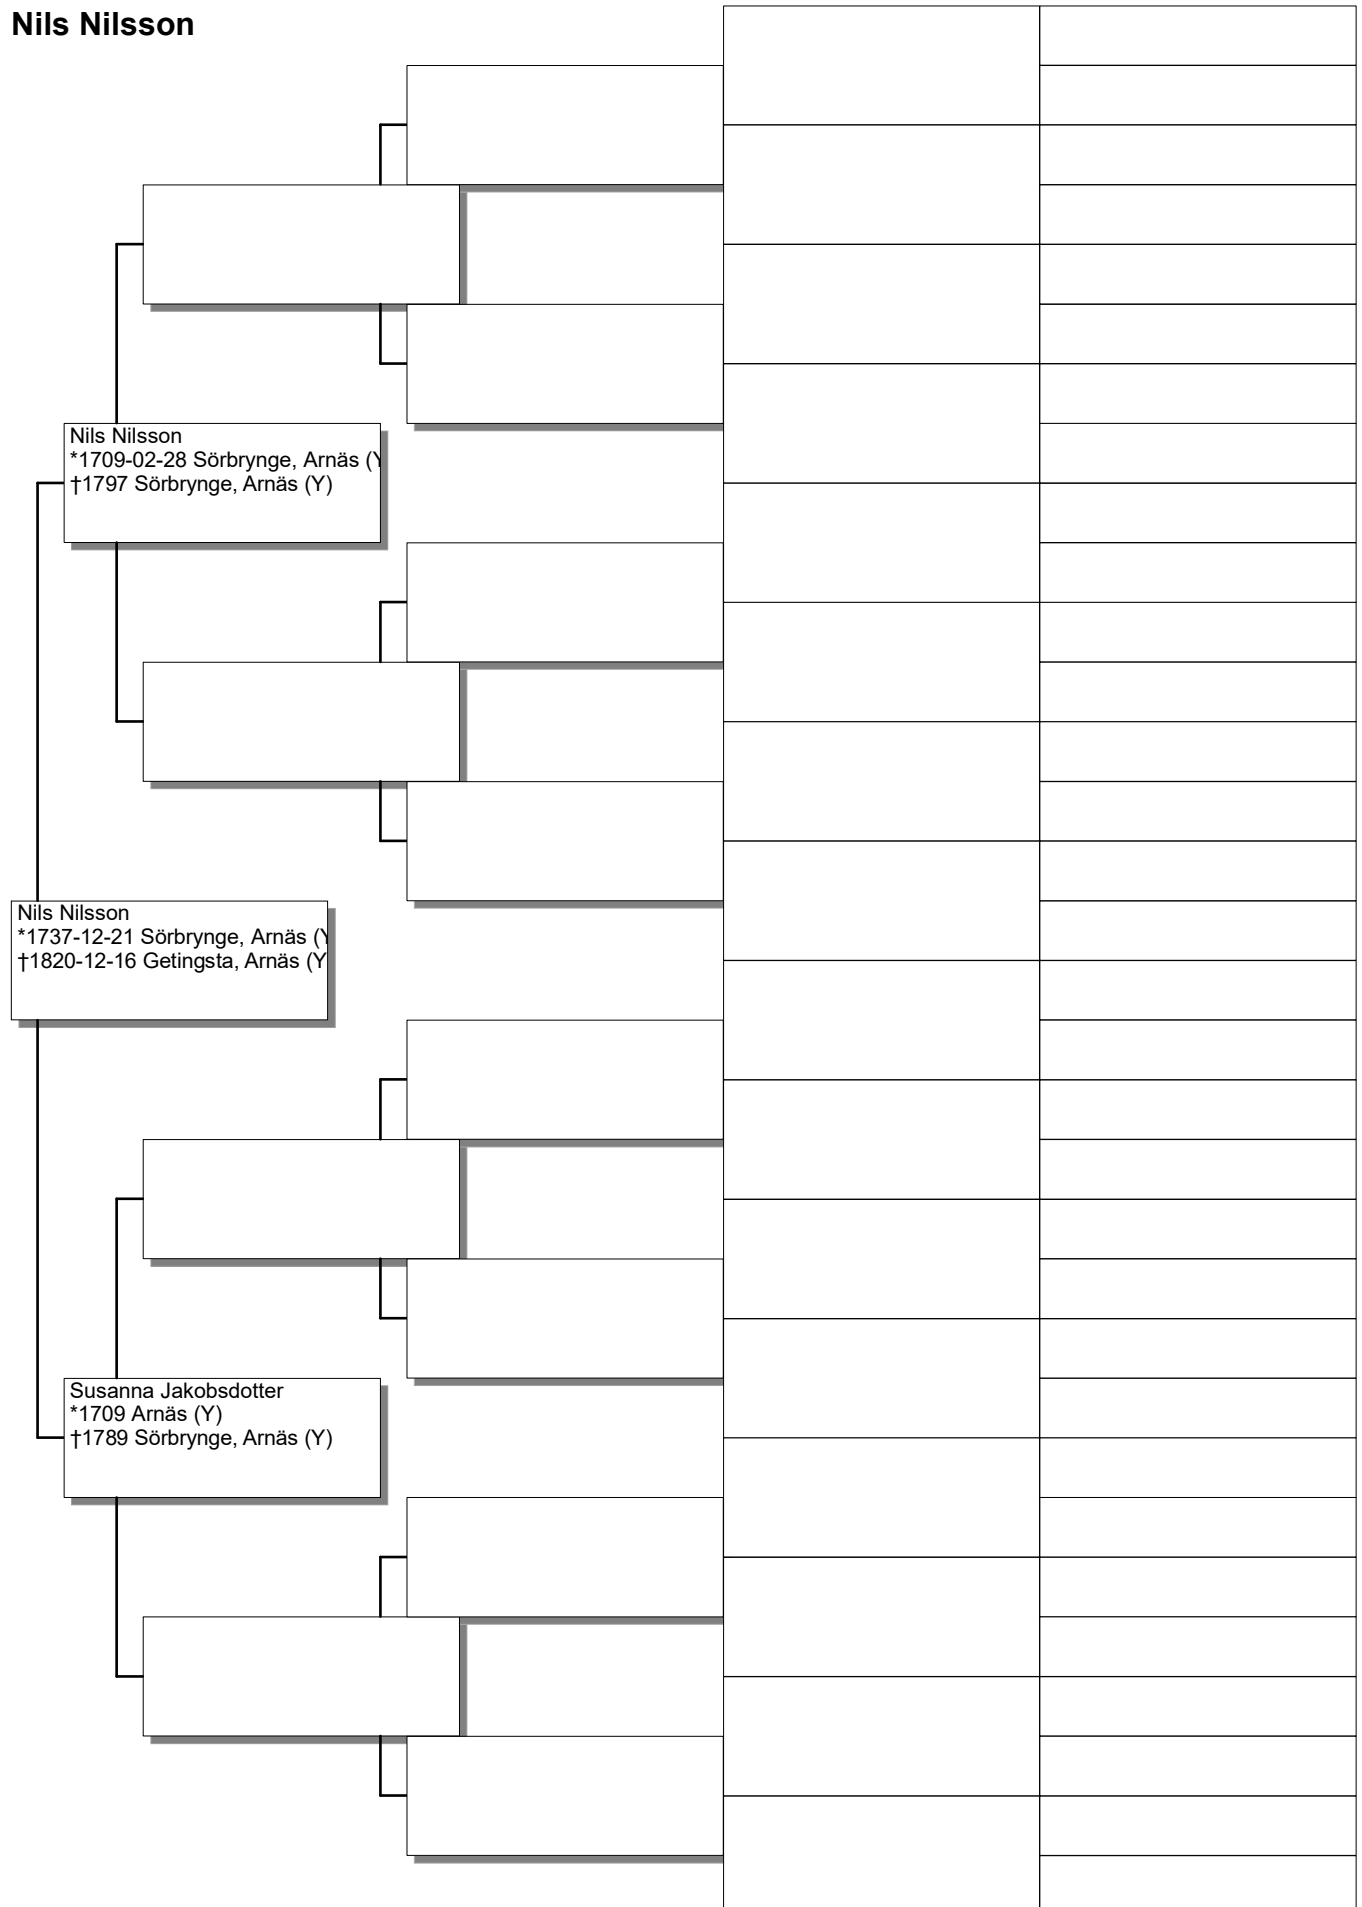 Nils Nilsson
Nils Nilsson
*1709-02-28 Sörbrynge, Arnäs (Y
†1797 Sörbrynge, Arnäs (Y)
Nils Nilsson
*1737-12-21 Sörbrynge, Arnäs (Y
†1820-12-16 Getingsta, Arnäs (Y
Susanna Jakobsdotter
*1709 Arnäs (Y)
†1789 Sörbrynge, Arnäs (Y)